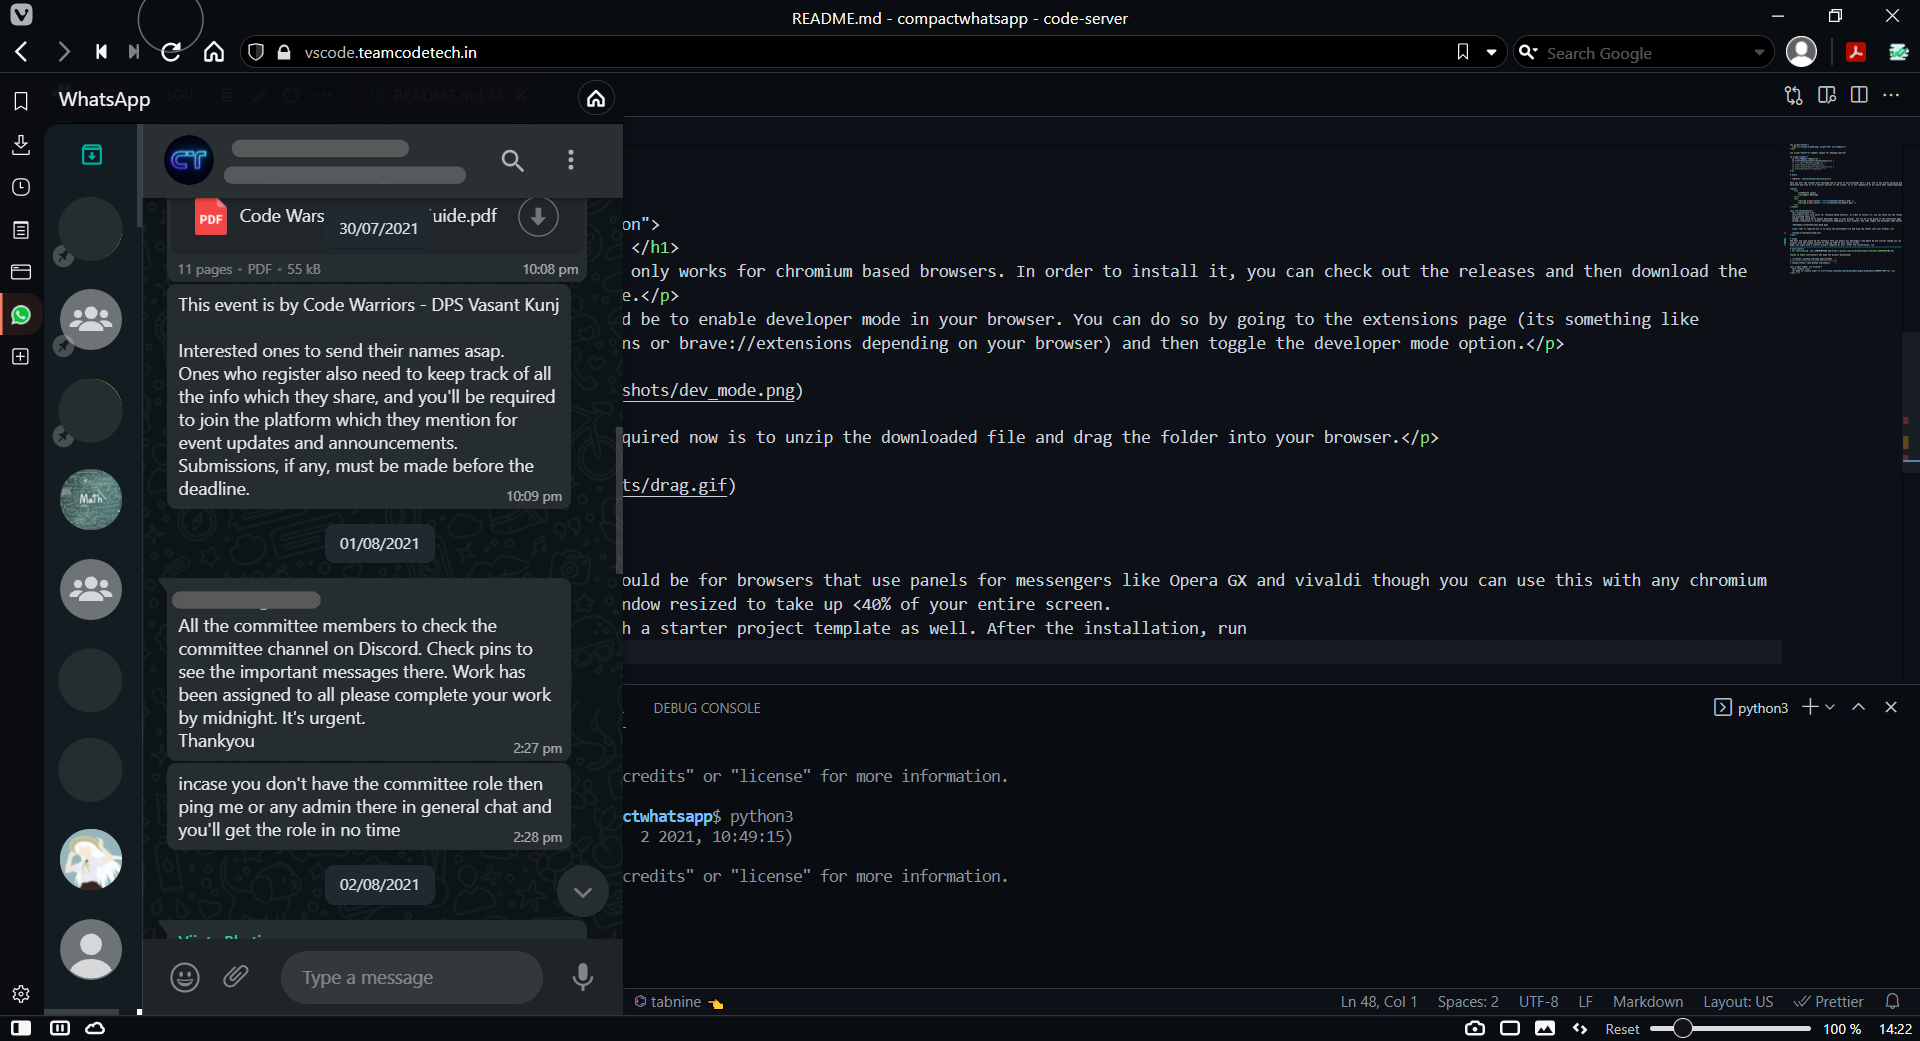 README.md - compactwhatsapp - code-server
vscode.teamcodetech.in
Search Google
WhatsApp
README.md M
CT
PDF
Code Wars
uide.pdf
30/07/2021
11 pages • PDF • 55 kB
10:08 pm
This event is by Code Warriors - DPS Vasant Kunj
Interested ones to send their names asap.
Ones who register also need to keep track of all
the info which they share, and you'll be required
to join the platform which they mention for
event updates and announcements.
Submissions, if any, must be made before the
deadline.
10:09 pm
Math
01/08/2021
All the committee members to check the
committee channel on Discord. Check pins to
see the important messages there. Work has
been assigned to all please complete your work
by midnight. It's urgent.
Thankyou
2:27 pm
incase you don't have the committee role then
ping me or any admin there in general chat and
you'll get the role in no time
2:28 pm
02/08/2021
Type a message
on">
</h1>
only works for chromium based browsers. In order to install it, you can check out the releases and then download the
e.</p>
d be to enable developer mode in your browser. You can do so by going to the extensions page (its something like
ns or brave://extensions depending on your browser) and then toggle the developer mode option.</p>
shots/dev_mode.png)
quired now is to unzip the downloaded file and drag the folder into your browser.</p>
ts/drag.gif)
ould be for browsers that use panels for messengers like Opera GX and vivaldi though you can use this with any chromium
ndow resized to take up <40% of your entire screen.
h a starter project template as well. After the installation, run
DEBUG CONSOLE
python3
credits" or "license" for more information.
ctwhatsapp$ python3
2 2021, 10:49:15)
credits" or "license" for more information.
tabnine
Ln 48, Col 1
Spaces: 2
UTF-8
LF
Markdown
Layout: US
Prettier
Reset
100 %
14:22